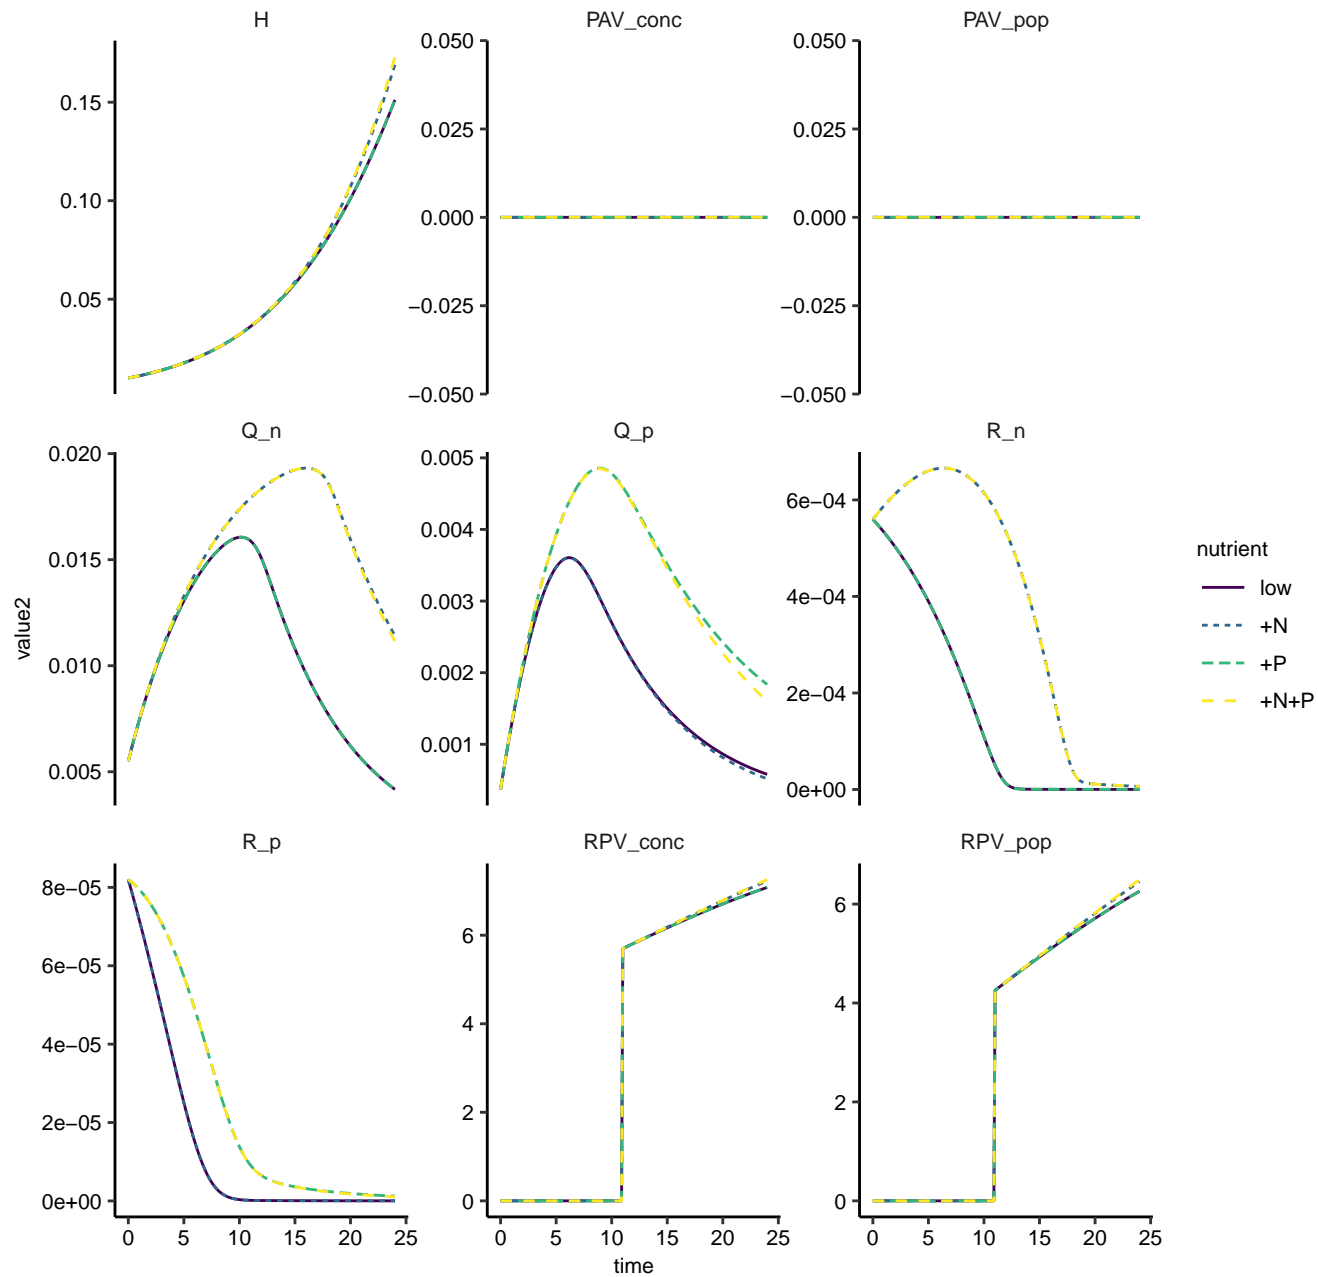 H
PAV_conc
PAV_pop
0.15
0.10
0.05
0.050
0.025
0.000
−0.025
−0.050
0.050
0.025
0.000
−0.025
−0.050
Q_n
Q_p
R_n
0.020
0.015
0.010
0.005
0.005
0.004
0.003
0.002
0.001
6e−04
4e−04
2e−04
0e+00
R_p
RPV_conc
RPV_pop
8e−05
6e−05
4e−05
2e−05
0e+00
6
4
2
0
6
4
2
0
0 5 10 15 20 25
0 5 10 15 20 25
0 5 10 15 20 25
time
value2
nutrient
low
+N
+P
+N+P